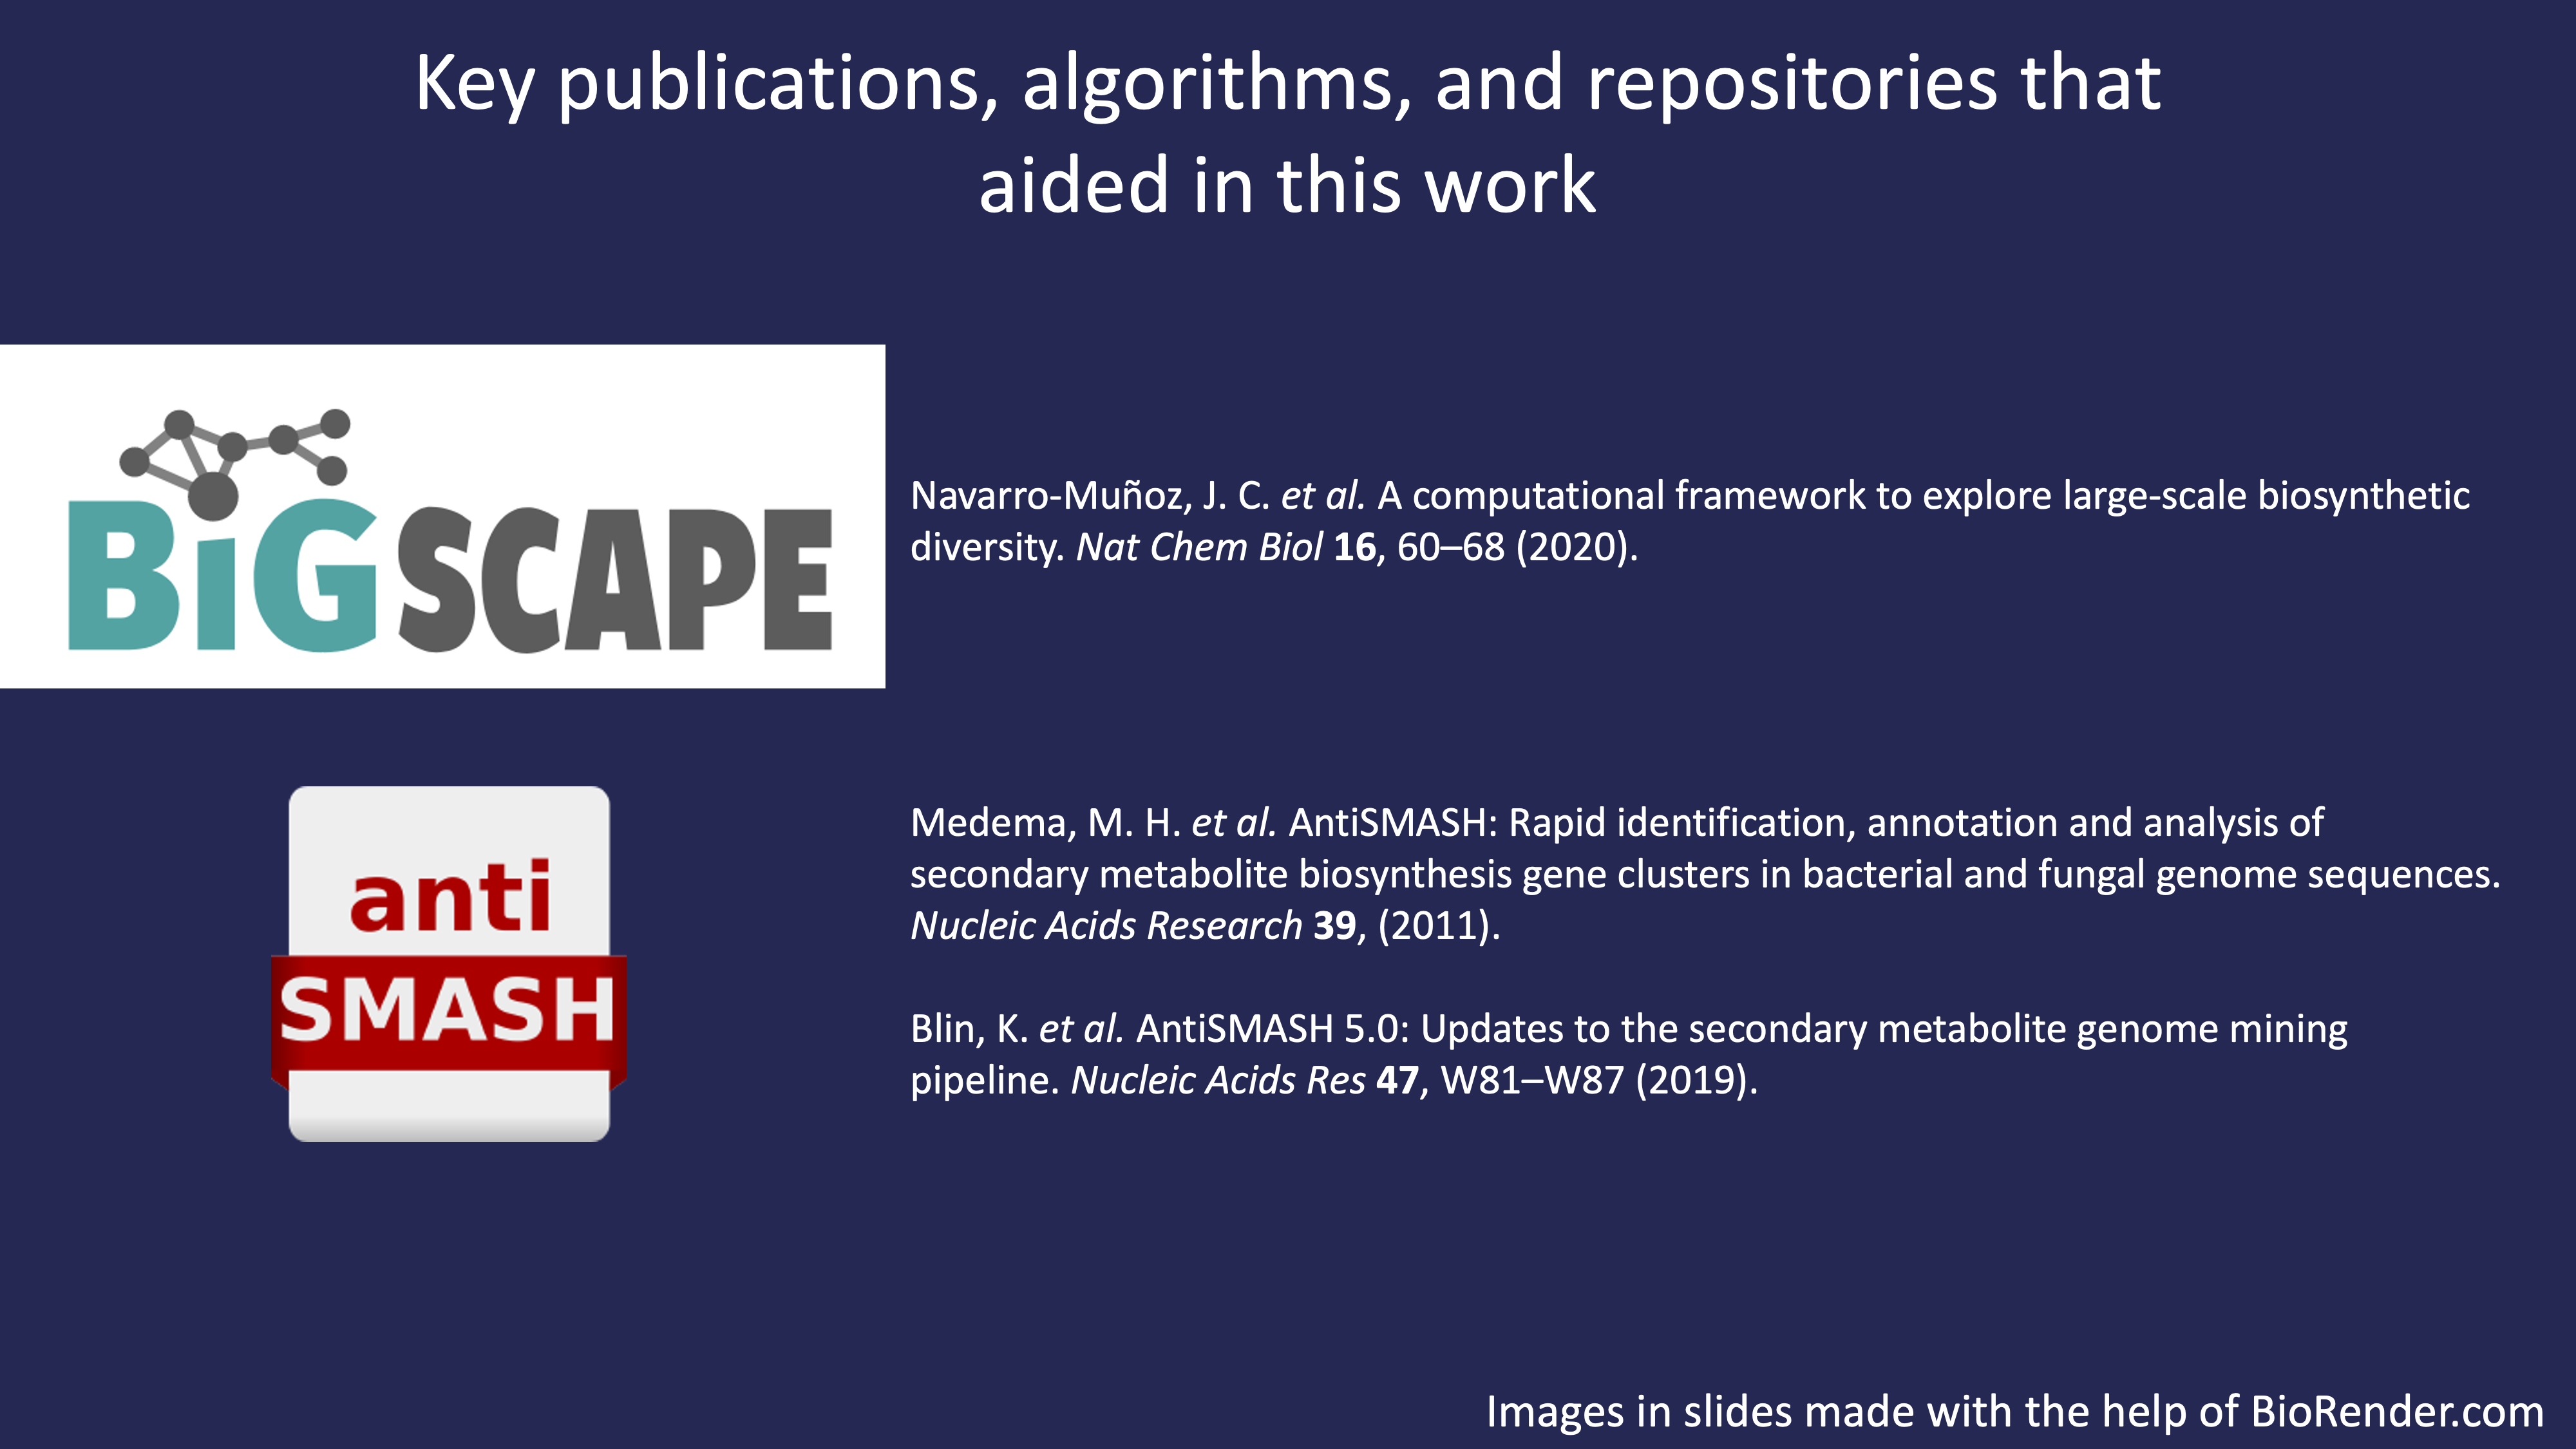 Key publications, algorithms, and repositories that
aided in this work
BiGSCAPE
Navarro-Muñoz, J. C. et al. A computational framework to explore large-scale biosynthetic
diversity. Nat Chem Biol 16, 60–68 (2020).
anti
SMASH
Medema, M. H. et al. AntiSMASH: Rapid identification, annotation and analysis of
secondary metabolite biosynthesis gene clusters in bacterial and fungal genome sequences.
Nucleic Acids Research 39, (2011).
Blin, K. et al. AntiSMASH 5.0: Updates to the secondary metabolite genome mining
pipeline. Nucleic Acids Res 47, W81–W87 (2019).
Images in slides made with the help of BioRender.com